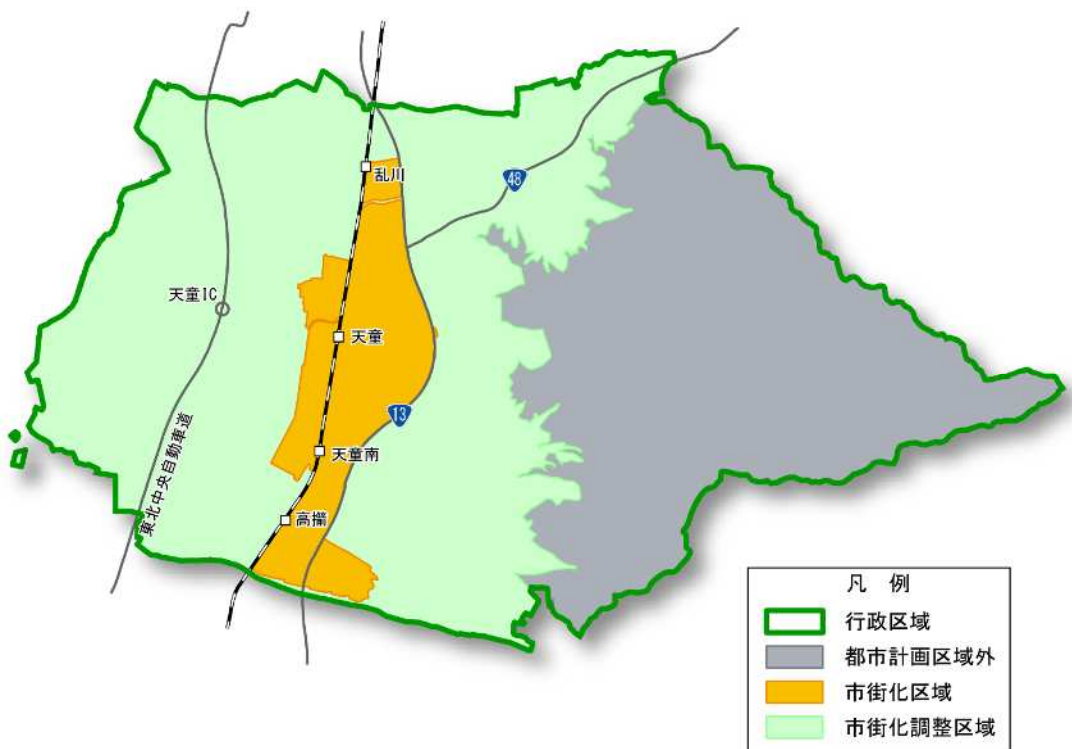 乱川
48
天童IC
天童
13
天童南
東北中央自動車道
高擶
凡 例
行政区域
都市計画区域外
市街化区域
市街化調整区域